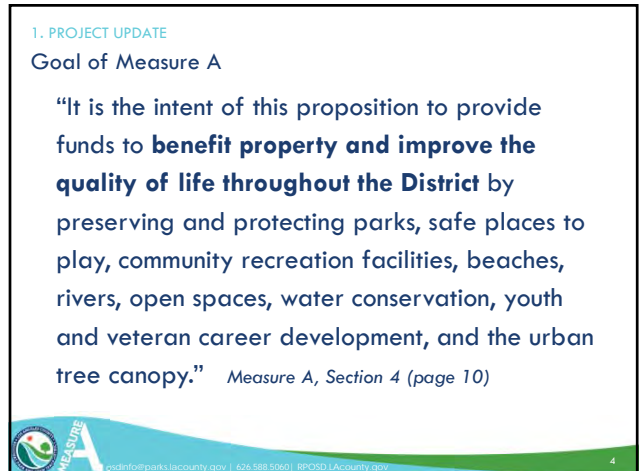 1. PROJECT UPDATE
Goal of Measure A
“It is the intent of this proposition to provide
funds to benefit property and improve the
quality of life throughout the District by
preserving and protecting parks, safe places to
play, community recreation facilities, beaches,
rivers, open spaces, water conservation, youth
and veteran career development, and the urban
tree canopy.” Measure A, Section 4 (page 10)
MEASURE A
osdinfo@parks.lacounty.gov | 626.588.5060| RPOSD.LAcounty.gov
4